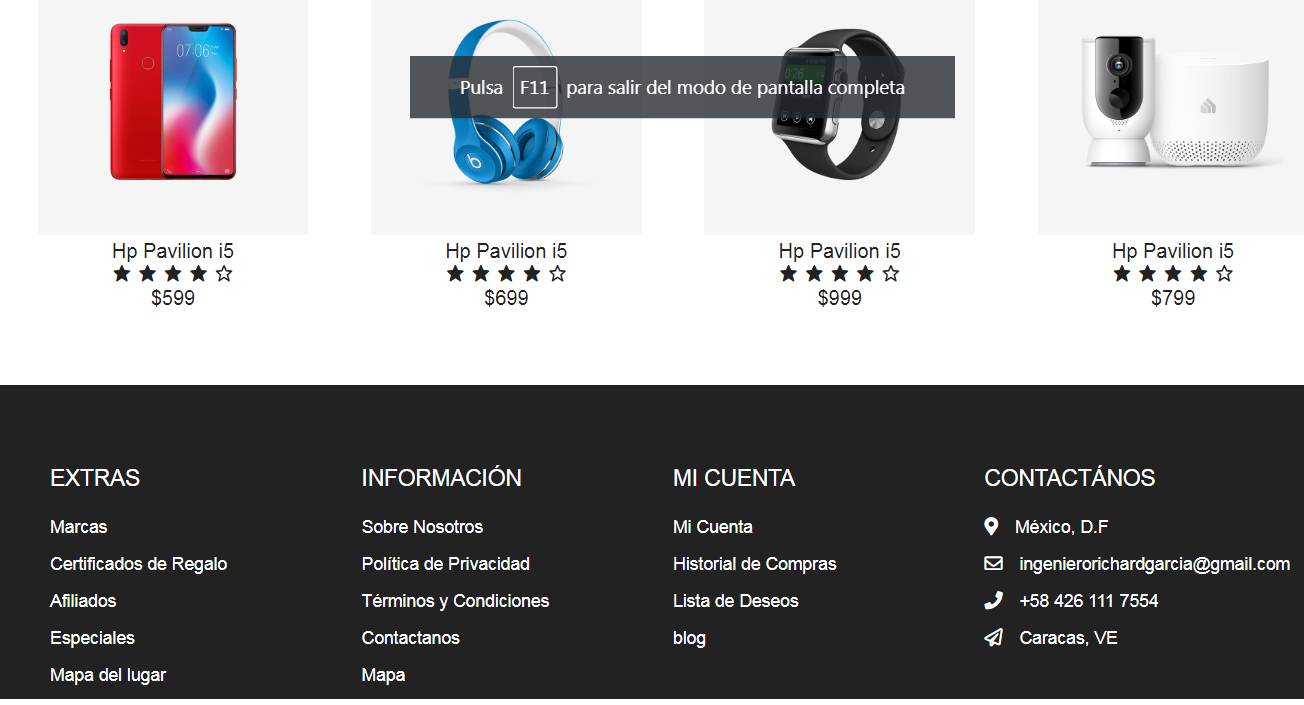 07:06
Pulsa F11 para salir del modo de pantalla completa
Hp Pavilion i5
$599
Hp Pavilion i5
$699
Hp Pavilion i5
$999
Hp Pavilion i5
$799
EXTRAS
Marcas
Certificados de Regalo
Afiliados
Especiales
Mapa del lugar
INFORMACIÓN
Sobre Nosotros
Política de Privacidad
Términos y Condiciones
Contactanos
Mapa
MI CUENTA
Mi Cuenta
Historial de Compras
Lista de Deseos
blog
CONTACTÁNOS
México, D.F
ingenierorichardgarcia@gmail.com
+58 426 111 7554
Caracas, VE